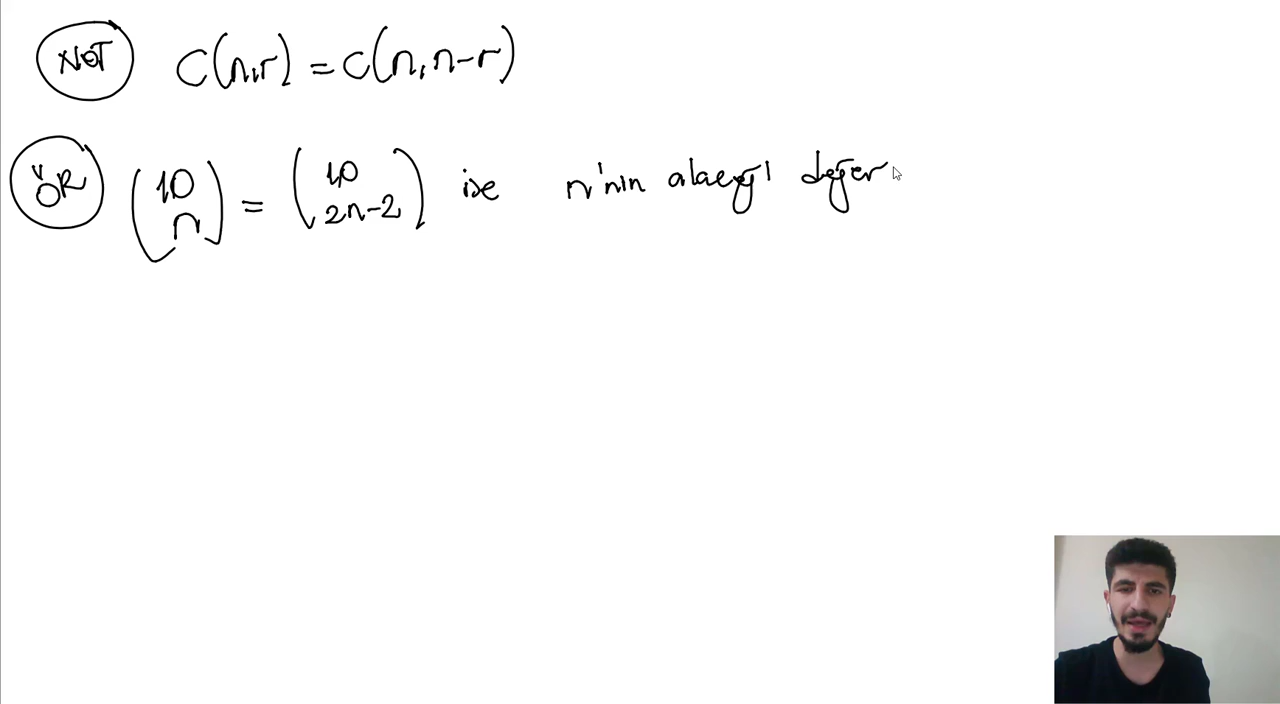 NOT C(n,r) = C(n, n-r)
ÖR (10 n) = (10 2n-2) ise n'nin alacağı değer